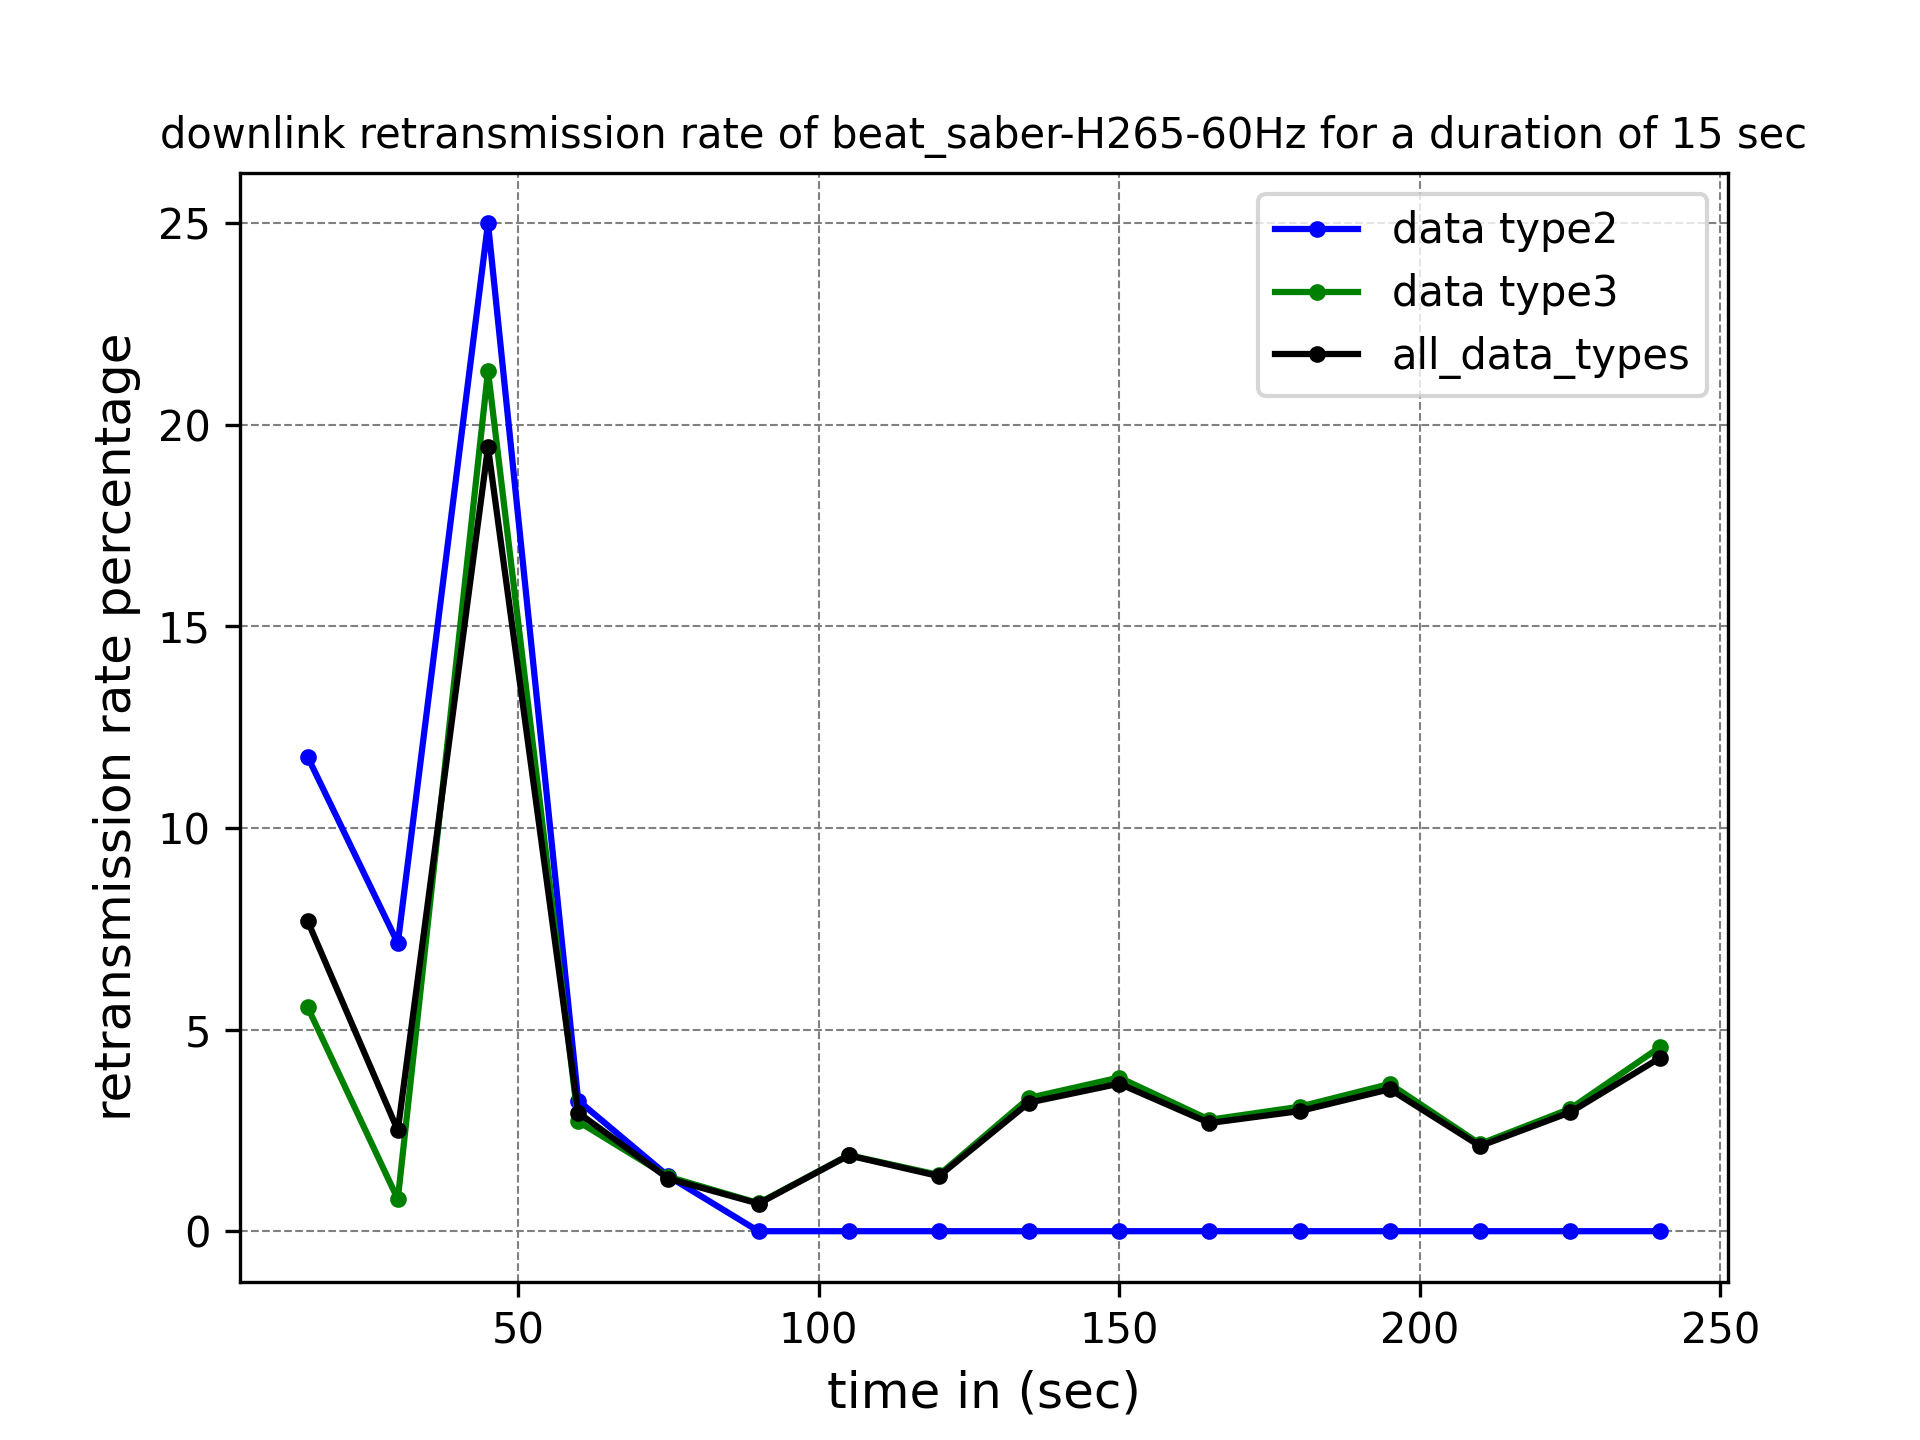 downlink retransmission rate of beat_saber-H265-60Hz for a duration of 15 sec
data type2
data type3
all_data_types
retransmission rate percentage
25
20
15
10
5
0
50 100 150 200 250
time in (sec)